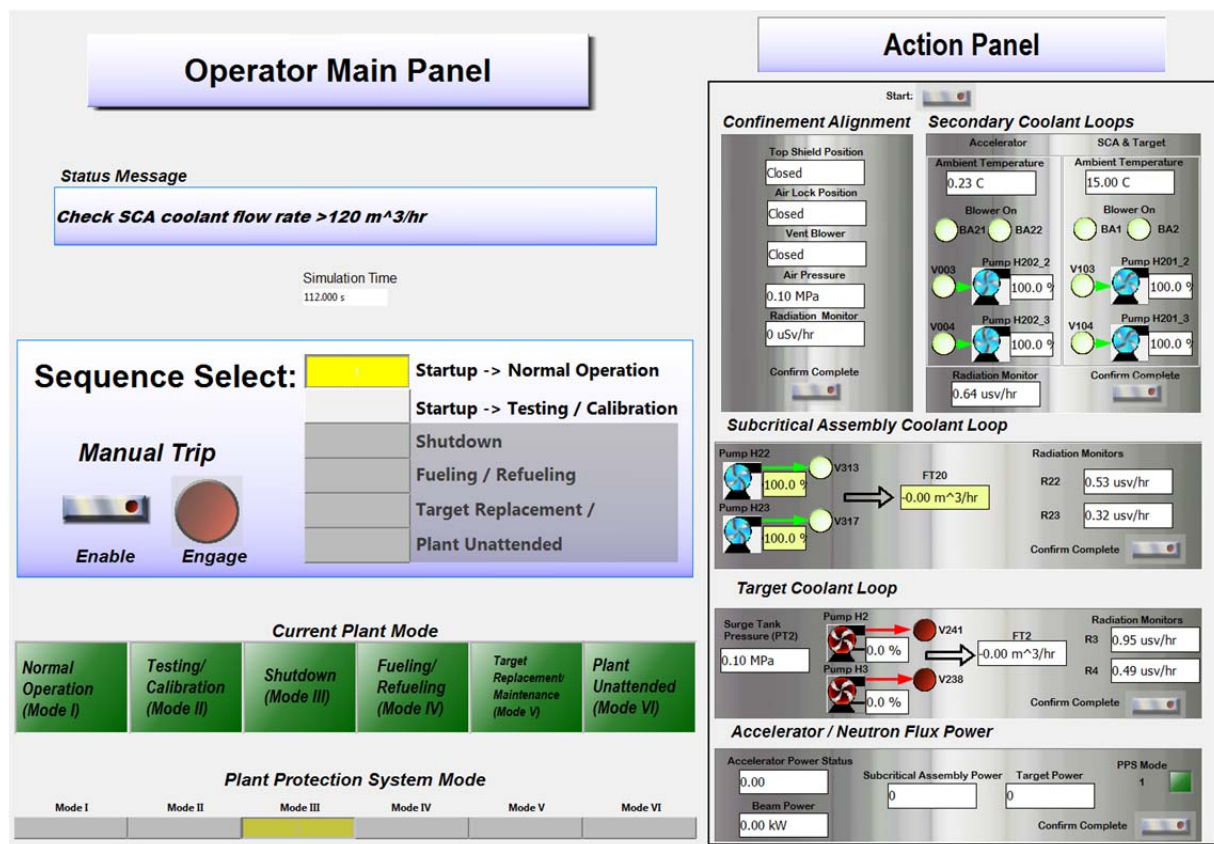 Operator Main Panel
Status Message
Check SCA coolant flow rate >120 m^3/hr
Simulation Time
112.000 s
Sequence Select:
Startup -> Normal Operation
Startup -> Testing / Calibration
Shutdown
Fueling / Refueling
Target Replacement /
Plant Unattended
Manual Trip
Enable
Engage
Current Plant Mode
Normal
Operation
(Mode I)
Testing/
Calibration
(Mode II)
Shutdown
(Mode III)
Fueling/
Refueling
(Mode IV)
Target
Replacement/
Maintenance
(Mode V)
Plant
Unattended
(Mode VI)
Plant Protection System Mode
Mode I
Mode II
Mode III
Mode IV
Mode V
Mode VI
Action Panel
Start:
Confinement Alignment
Top Shield Position
Closed
Air Lock Position
Closed
Vent Blower
Closed
Air Pressure
0.10 MPa
Radiation Monitor
0 uSv/hr
Confirm Complete
Secondary Coolant Loops
Accelerator
Ambient Temperature
0.23 C
Blower On
BA21 BA22
V003
Pump H202_2
100.0 %
V004
Pump H202_3
100.0 %
Radiation Monitor
0.64 usv/hr
SCA & Target
Ambient Temperature
15.00 C
Blower On
BA1 BA2
V103
Pump H201_2
100.0 %
V104
Pump H201_3
100.0 %
Confirm Complete
Subcritical Assembly Coolant Loop
Pump H22
100.0 %
V313
Pump H23
100.0 %
V317
FT20
-0.00 m^3/hr
Radiation Monitors
R22 0.53 usv/hr
R23 0.32 usv/hr
Confirm Complete
Target Coolant Loop
Surge Tank
Pressure (PT2)
0.10 MPa
Pump H2
0.0 %
V241
Pump H3
0.0 %
V238
FT2
-0.00 m^3/hr
Radiation Monitors
R3 0.95 usv/hr
R4 0.49 usv/hr
Confirm Complete
Accelerator / Neutron Flux Power
Accelerator Power Status
0.00
Beam Power
0.00 kW
Subcritical Assembly Power
0
Target Power
0
PPS Mode
1
Confirm Complete